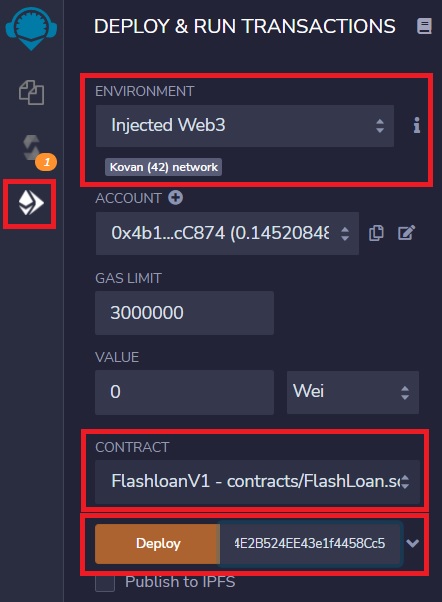 DEPLOY & RUN TRANSACTIONS
ENVIRONMENT
Injected Web3
Kovan (42) network
1
ACCOUNT
0x4b1...cC874 (0.14520848
GAS LIMIT
3000000
VALUE
0
Wei
CONTRACT
FlashloanV1 - contracts/FlashLoan.so
Deploy
4E2B524EE43e1f4458Cc5
Publish to IPFS